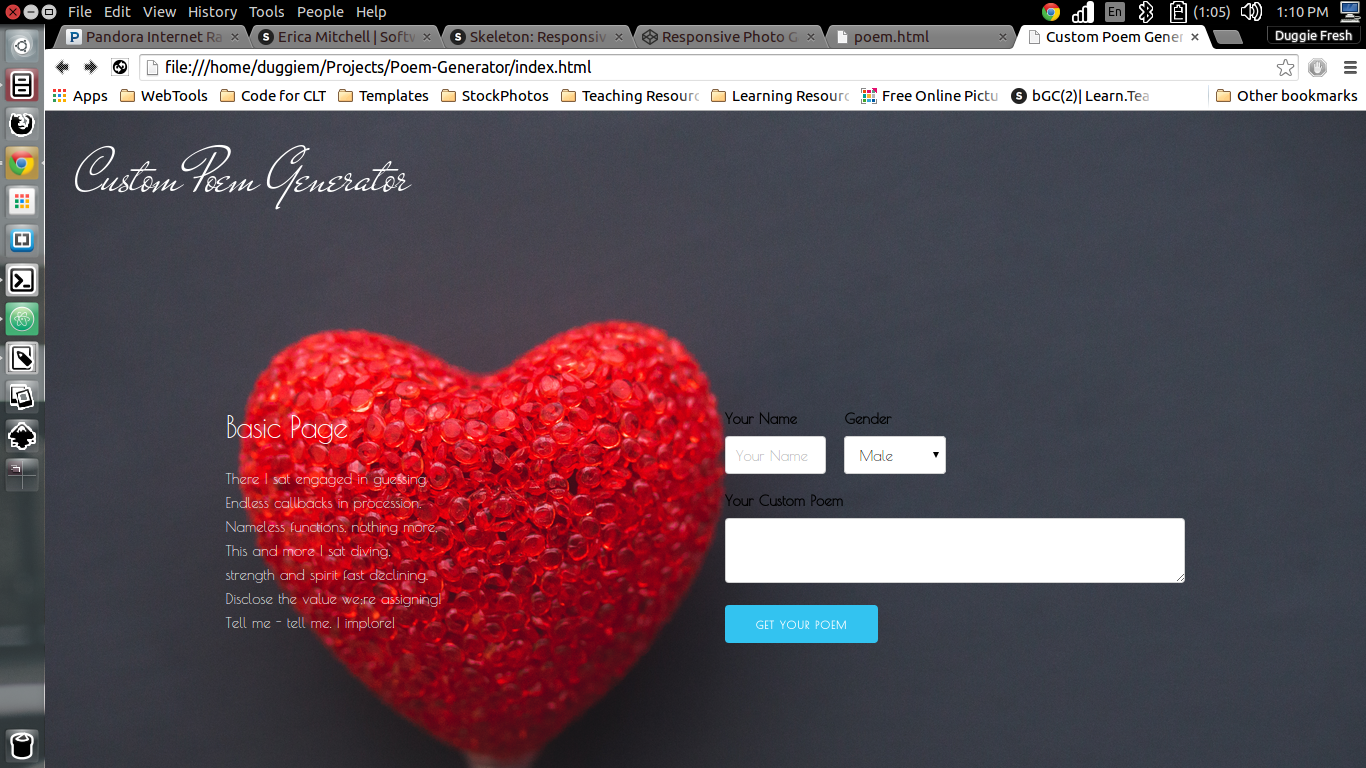 File Edit View History Tools People Help
En (1:05) 1:10 PM
Pandora Internet Ra
Erica Mitchell | Softw
Skeleton: Responsiv
Responsive Photo G
poem.html
Custom Poem Gener
Duggie Fresh
file:///home/duggiem/Projects/Poem-Generator/index.html
Apps WebTools Code for CLT Templates StockPhotos Teaching Resourc Learning Resourc Free Online Pictu bGC(2)| Learn.Tea Other bookmarks
Custom Poem Generator
Basic Page
There I sat engaged in guessing
Endless callbacks in procession.
Nameless functions, nothing more,
This and more I sat diving,
strength and spirit fast declining.
Disclose the value we;re assigning!
Tell me - tell me, I implore!
Your Name Gender
Your Name Male
Your Custom Poem
GET YOUR POEM